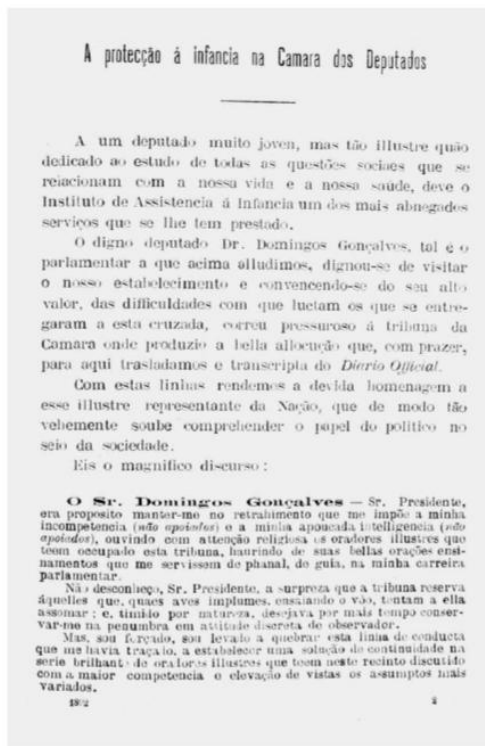 A protecção á infancia na Camara dos Deputados
A um deputado muito joven, mas tão illustre quão
dedicado ao estudo de todas as questões sociaes que se
relacionam com a nossa vida e a nossa saúde, deve o
Instituto de Assistencia á Infancia um dos mais abnegados
serviços que se lhe tem prestado.
O digno deputado Dr. Domingos Gonçalves, tal é o
parlamentar a que acima alludimos, dignou-se de visitar
o nosso estabelecimento e convencendo-se do seu alto
valor, das difficuldades com que luctam os que se entre-
garam a esta cruzada, correu pressuroso á tribuna da
Camara onde produzio a bella allocução que, com prazer,
para aqui trasladamos e transcripta do Diario Official.
Com estas linhas rendemos a devida homenagem a
esse illustre representante da Nação, que de modo tão
vehemente soube comprehender o papel do politico no
seio da sociedade.
Eis o magnifico discurso :
O Sr. Domingos Gonçalves — Sr. Presidente,
era proposito manter-me no retrahimento que me impõe a minha
incompetencia (não apoiados) e a minha apoucada intelligencia (não
apoiados), ouvindo com attenção religiosa os oradores illustres que
teem occupado esta tribuna, haurindo de suas bellas orações ensi-
namentos que me servissem de phanal, de guia, na minha carreira
parlamentar.
Não desconheço, Sr. Presidente, a surpreza que a tribuna reserva
áquelles que, quaes aves implumes, ensaiando o vôo, tentam a ella
assomar ; e, timido por natureza, desejava por mais tempo conser-
var-me na penumbra em attitude discreta de observador.
Mas, sou forçado, sou levado a quebrar esta linha de conducta
que me havia traçado, a estabelecer uma solução de continuidade na
serie brilhante de oradores illustres que teem neste recinto discutido
com a maior competencia e elevação de vistas os assumptos mais
variados.
1802
2